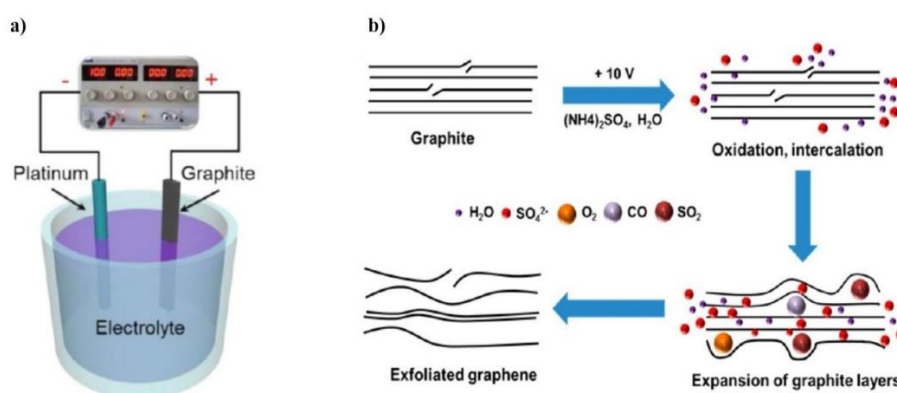 a)
- +
Platinum Graphite
Electrolyte
b)
Graphite
+ 10 V
(NH4)₂SO₄, H₂O
Oxidation, intercalation
H₂O SO₄²⁻ O₂ CO SO₂
Exfoliated graphene
Expansion of graphite layers